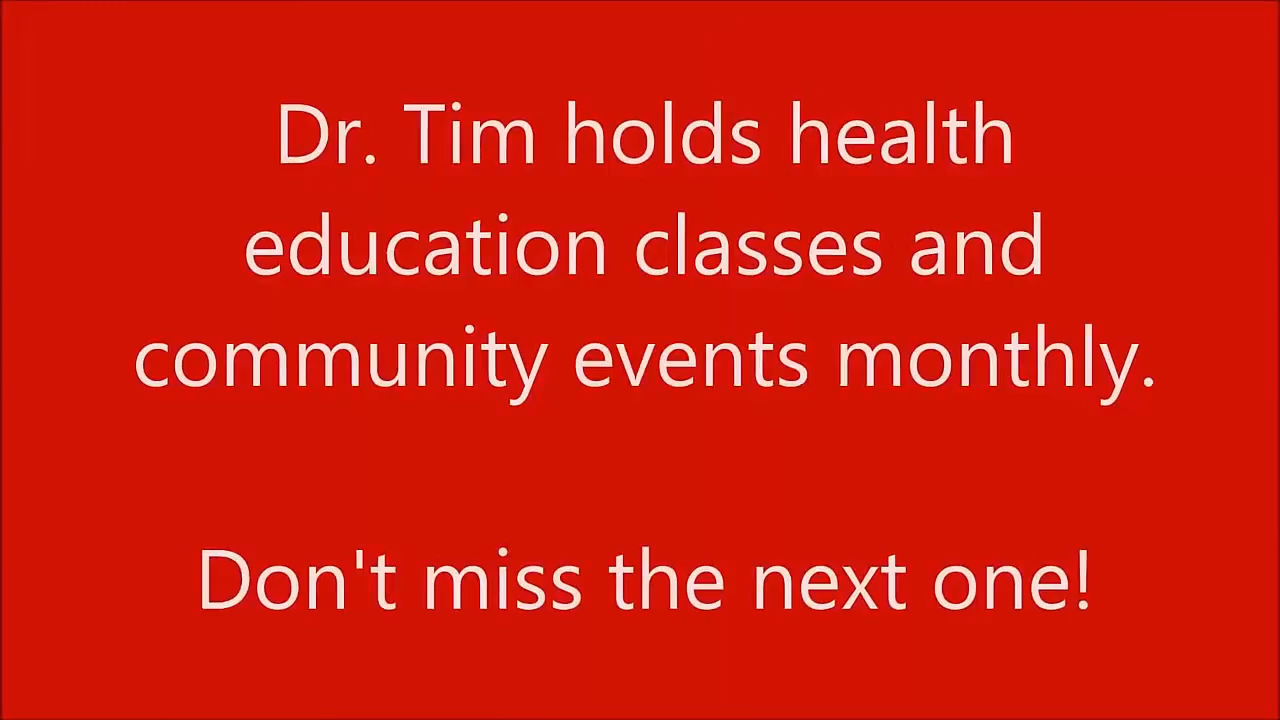 Dr. Tim holds health
education classes and
community events monthly.
Don't miss the next one!